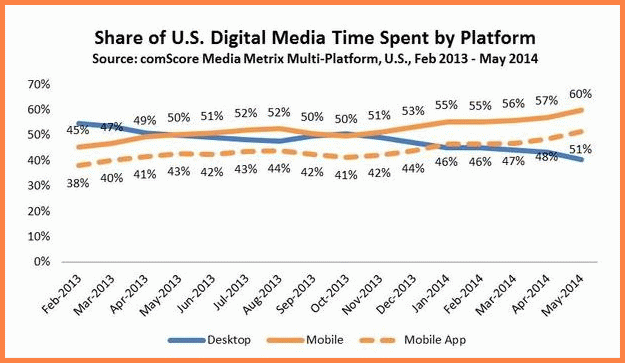 Share of U.S. Digital Media Time Spent by Platform
Source: comScore Media Metrix Multi-Platform, U.S., Feb 2013 - May 2014
70%
60%
50%
40%
30%
20%
10%
0%
45% 47% 49% 50% 51% 52% 52% 50% 50% 51% 53% 55% 55% 56% 57% 60%
38% 40% 41% 43% 42% 43% 44% 42% 41% 42% 44% 46% 46% 47% 48% 51%
Feb-2013 Mar-2013 Apr-2013 May-2013 Jun-2013 Jul-2013 Aug-2013 Sep-2013 Oct-2013 Nov-2013 Dec-2013 Jan-2014 Feb-2014 Mar-2014 Apr-2014 May-2014
Desktop Mobile Mobile App